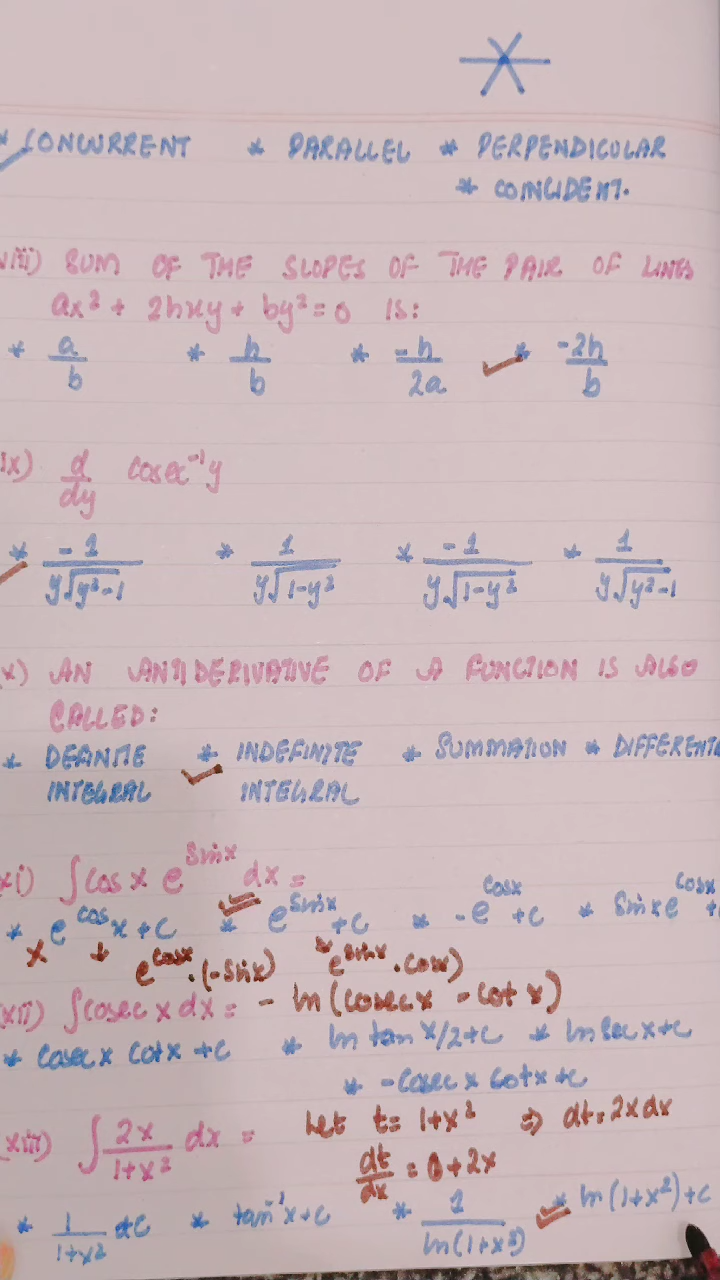 * CONCURRENT * PARALLEL * PERPENDICULAR
* COINCIDENT.
viii) SUM OF THE SLOPES OF THE PAIR OF LINES
ax² + 2hxy + by² = 0 IS:
* a/b * h/b * -h/2a ✓* -2h/b
ix) d/dy cosec⁻¹y
✓* -1/y√y²-1 * 1/y√1-y² * -1/y√1-y² * 1/y√y²-1
x) AN ANTIDERIVATIVE OF A FUNCTION IS ALSO
CALLED:
* DEFINITE ✓* INDEFINITE * SUMMATION * DIFFERENTIA
INTEGRAL INTEGRAL
xi) ∫cos x e^sinx dx =
* e^cosx + c ✓* e^sinx + c * -e^cosx + c * sinx e^cosx +
x ↓ e^cosx . (-sinx) e^sinx . cosx)
xii) ∫cosec x dx = - ln(cosec x - cot x)
* cosec x cotx + c * ln tan x/2 + c * ln sec x + c
* -cosec x cotx + c
xiii) ∫2x/1+x² dx = Let t = 1+x² ⇒ dt = 2x dx
dt/dx = 0 + 2x
* 1/1+x² + c * tan⁻¹x + c * 1/ln(1+x²) ✓* ln(1+x²) + c